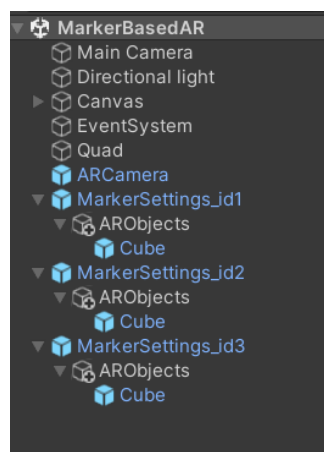 MarkerBasedAR
Main Camera
Directional light
Canvas
EventSystem
Quad
ARCamera
MarkerSettings_id1
ARObjects
Cube
MarkerSettings_id2
ARObjects
Cube
MarkerSettings_id3
ARObjects
Cube